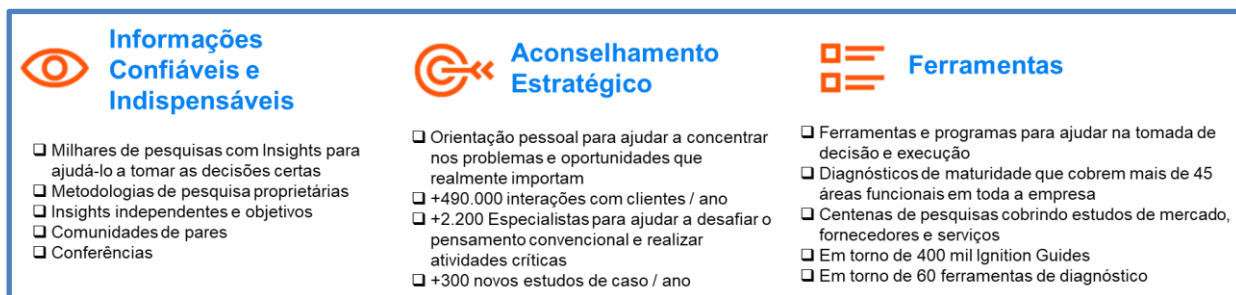 Informações
Confiáveis e
Indispensáveis
❑ Milhares de pesquisas com Insights para
ajudá-lo a tomar as decisões certas
❑ Metodologias de pesquisa proprietárias
❑ Insights independentes e objetivos
❑ Comunidades de pares
❑ Conferências
Aconselhamento
Estratégico
❑ Orientação pessoal para ajudar a concentrar
nos problemas e oportunidades que
realmente importam
❑ +490.000 interações com clientes / ano
❑ +2.200 Especialistas para ajudar a desafiar o
pensamento convencional e realizar
atividades críticas
❑ +300 novos estudos de caso / ano
Ferramentas
❑ Ferramentas e programas para ajudar na tomada de
decisão e execução
❑ Diagnósticos de maturidade que cobrem mais de 45
áreas funcionais em toda a empresa
❑ Centenas de pesquisas cobrindo estudos de mercado,
fornecedores e serviços
❑ Em torno de 400 mil Ignition Guides
❑ Em torno de 60 ferramentas de diagnóstico